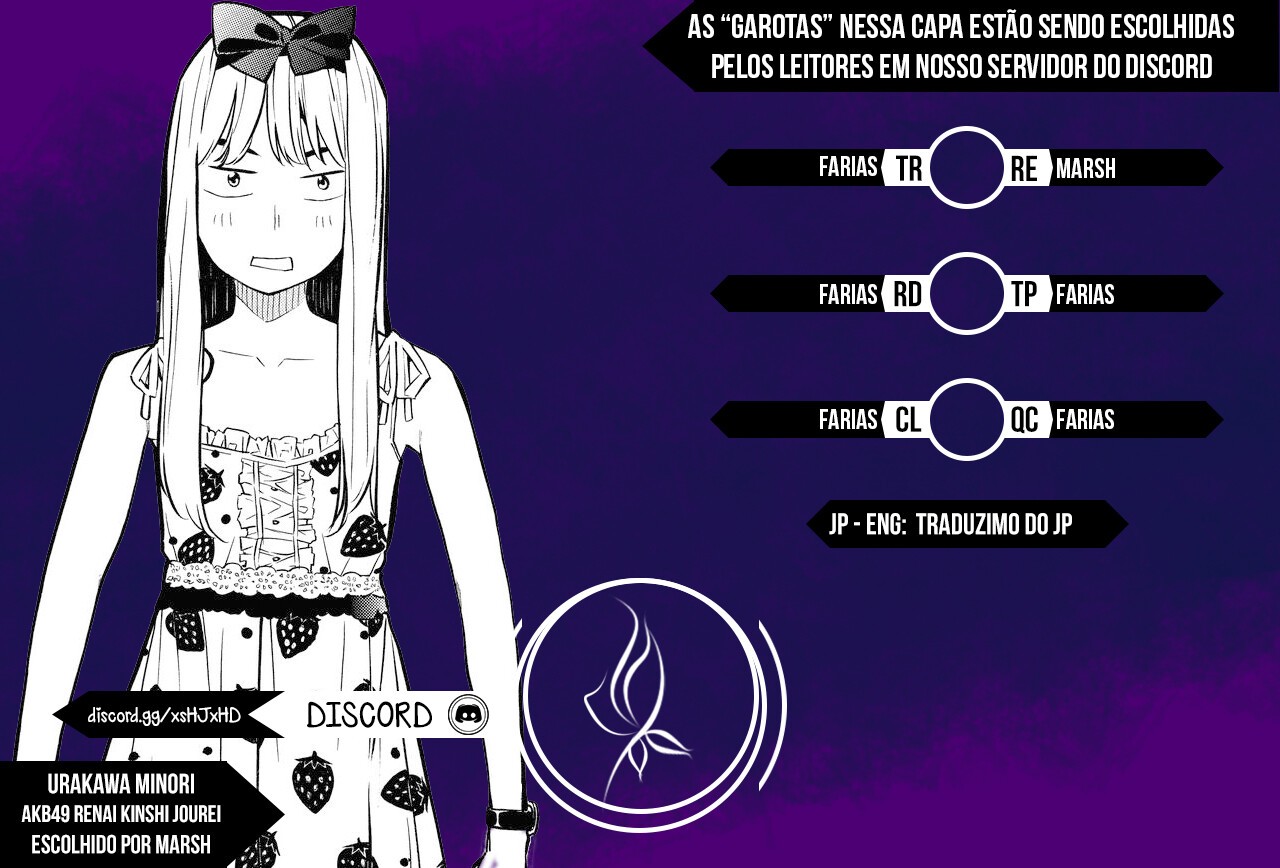 AS “GAROTAS” NESSA CAPA ESTÃO SENDO ESCOLHIDAS
PELOS LEITORES EM NOSSO SERVIDOR DO DISCORD
FARIAS TR RE MARSH
FARIAS RD TP FARIAS
FARIAS CL QC FARIAS
JP - ENG: TRADUZIMO DO JP
discord.gg/xsHJxHD DISCORD
URAKAWA MINORI
AKB49 RENAI KINSHI JOUREI
ESCOLHIDO POR MARSH